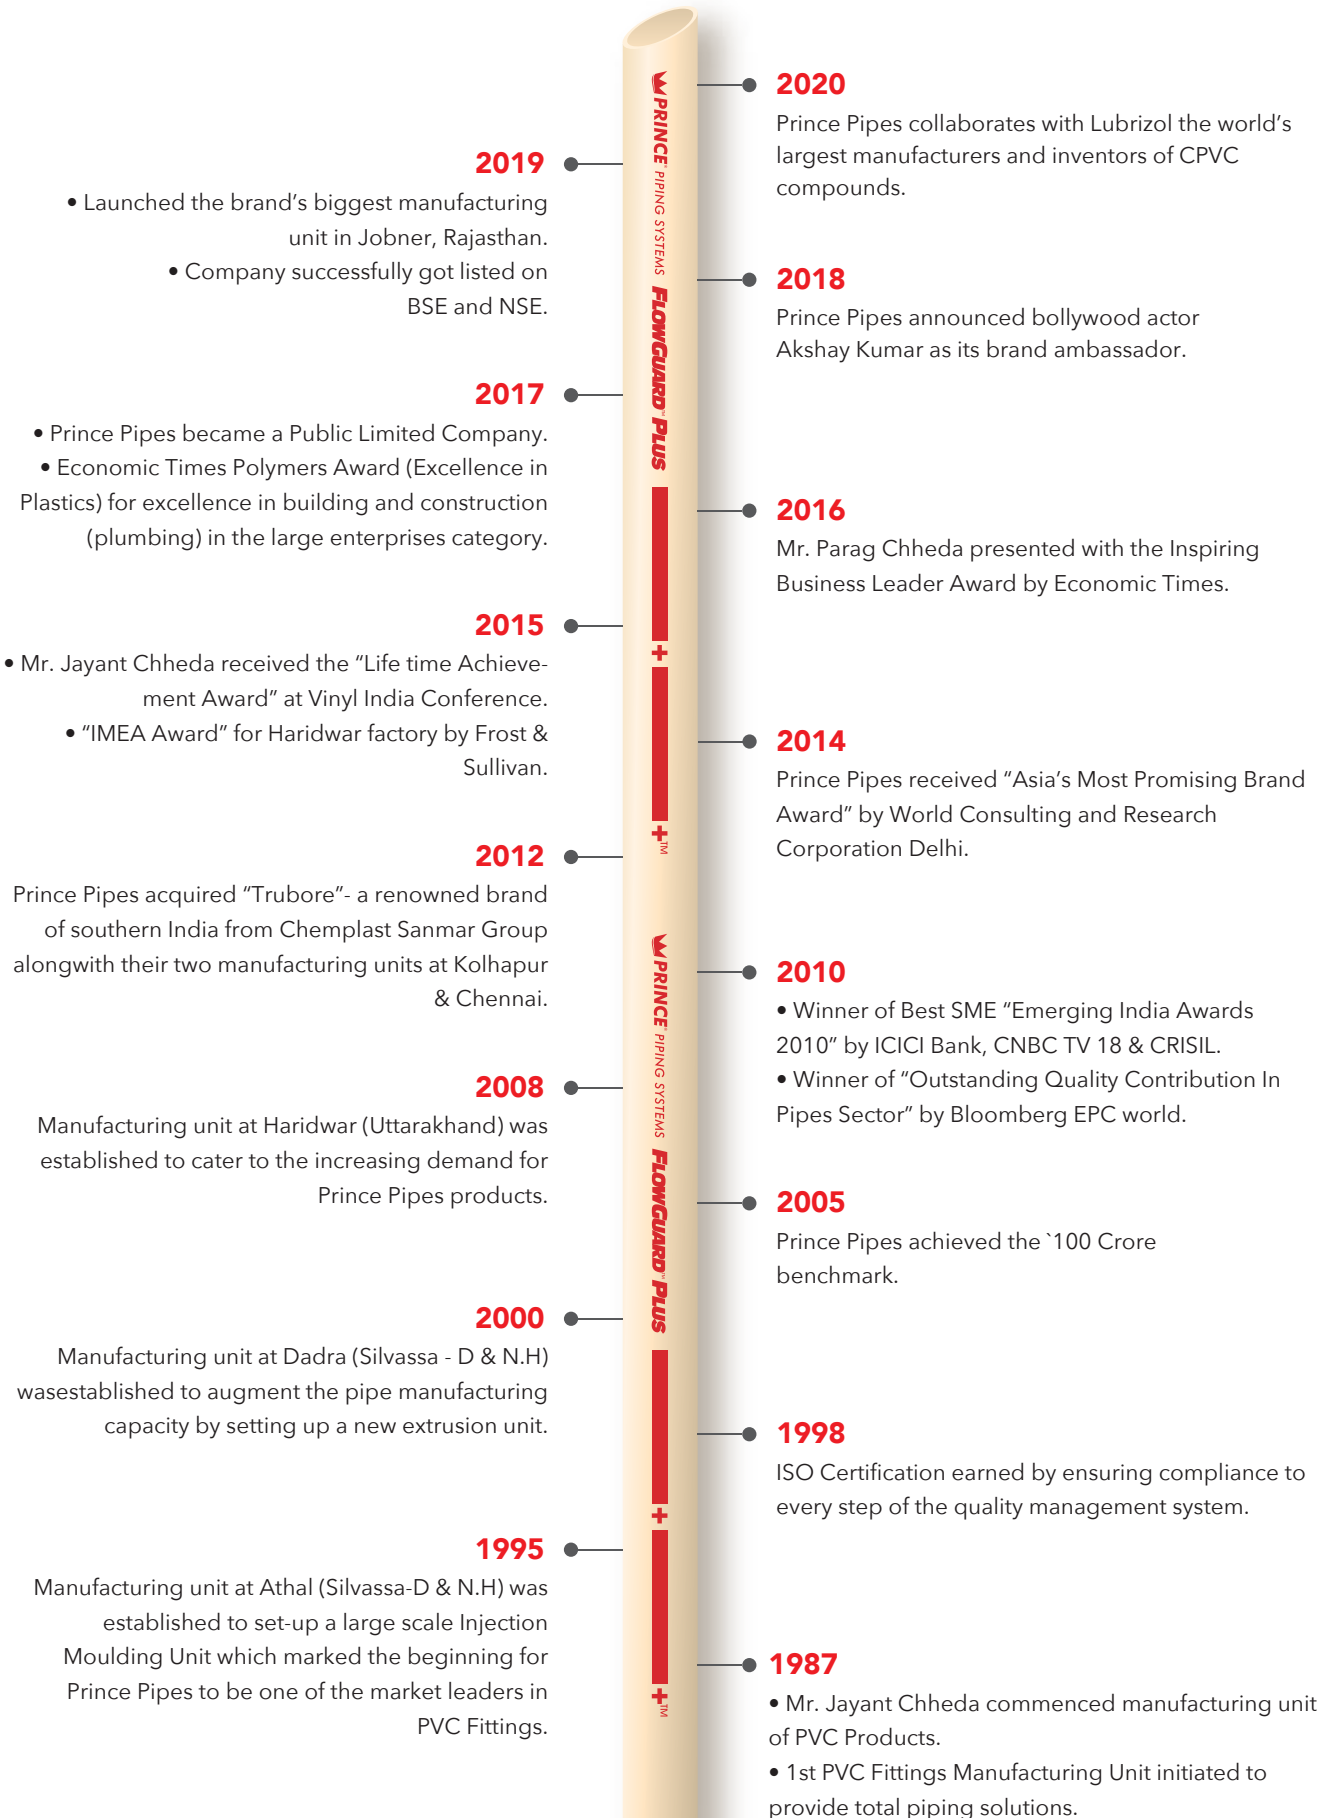 2020
Prince Pipes collaborates with Lubrizol the world's
largest manufacturers and inventors of CPVC
compounds.
2019
• Launched the brand's biggest manufacturing
unit in Jobner, Rajasthan.
• Company successfully got listed on
BSE and NSE.
2018
Prince Pipes announced bollywood actor
Akshay Kumar as its brand ambassador.
2017
• Prince Pipes became a Public Limited Company.
• Economic Times Polymers Award (Excellence in
Plastics) for excellence in building and construction
(plumbing) in the large enterprises category.
2016
Mr. Parag Chheda presented with the Inspiring
Business Leader Award by Economic Times.
2015
• Mr. Jayant Chheda received the “Life time Achieve-
ment Award” at Vinyl India Conference.
• “IMEA Award” for Haridwar factory by Frost &
Sullivan.
2014
Prince Pipes received “Asia's Most Promising Brand
Award” by World Consulting and Research
Corporation Delhi.
2012
Prince Pipes acquired “Trubore”- a renowned brand
of southern India from Chemplast Sanmar Group
alongwith their two manufacturing units at Kolhapur
& Chennai.
2010
• Winner of Best SME “Emerging India Awards
2010” by ICICI Bank, CNBC TV 18 & CRISIL.
• Winner of “Outstanding Quality Contribution In
Pipes Sector” by Bloomberg EPC world.
2008
Manufacturing unit at Haridwar (Uttarakhand) was
established to cater to the increasing demand for
Prince Pipes products.
2005
Prince Pipes achieved the `100 Crore
benchmark.
2000
Manufacturing unit at Dadra (Silvassa - D & N.H)
wasestablished to augment the pipe manufacturing
capacity by setting up a new extrusion unit.
1998
ISO Certification earned by ensuring compliance to
every step of the quality management system.
1995
Manufacturing unit at Athal (Silvassa-D & N.H) was
established to set-up a large scale Injection
Moulding Unit which marked the beginning for
Prince Pipes to be one of the market leaders in
PVC Fittings.
1987
• Mr. Jayant Chheda commenced manufacturing unit
of PVC Products.
• 1st PVC Fittings Manufacturing Unit initiated to
provide total piping solutions.
PRINCE® PIPING SYSTEMS FLOWGUARD™ PLUS ++™
PRINCE® PIPING SYSTEMS FLOWGUARD™ PLUS ++™